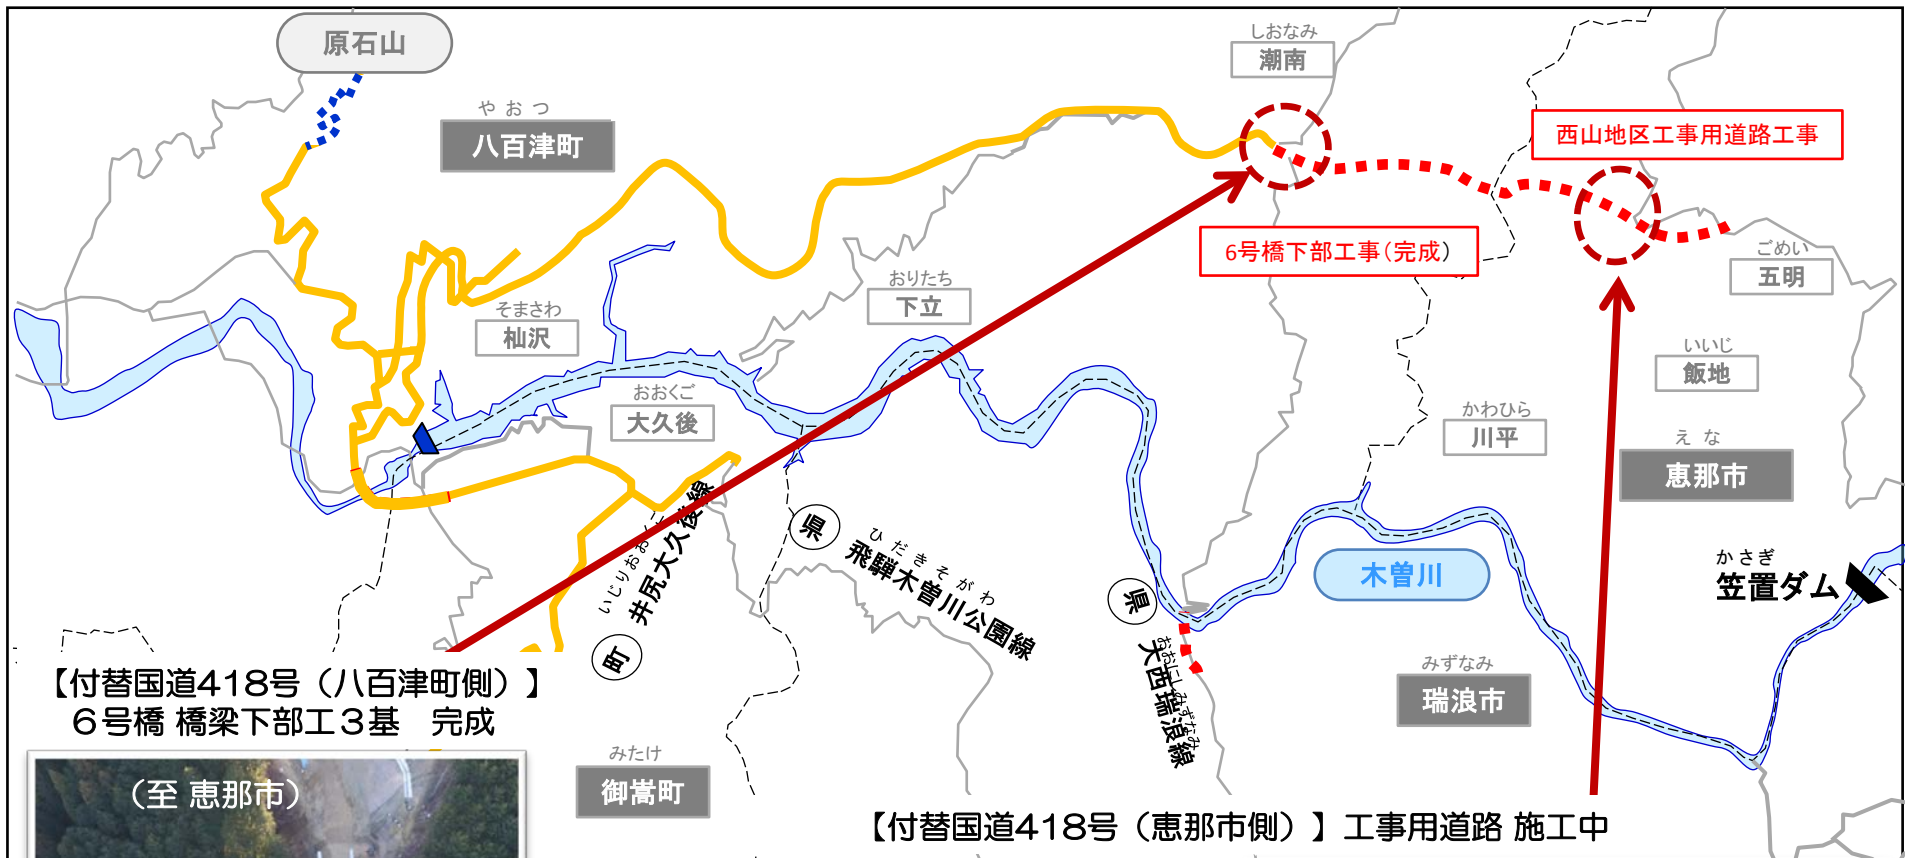 原石山
しおなみ
潮南
やおつ
八百津町
西山地区工事用道路工事
6号橋下部工事(完成)
ごめい
五明
おりたち
下立
そまさわ
杣沢
いいじ
飯地
おおくご
大久後
かわひら
川平
えな
恵那市
県
ひだきそがわ
飛騨木曽川公園線
いじりおお
井尻大久後線
町
木曽川
かさぎ
笠置ダム
県
おおにしみずなみ
大西瑞浪線
みずなみ
瑞浪市
【付替国道418号(八百津町側)】
6号橋 橋梁下部工3基 完成
みたけ
御嵩町
(至 恵那市)
【付替国道418号(恵那市側)】工事用道路 施工中